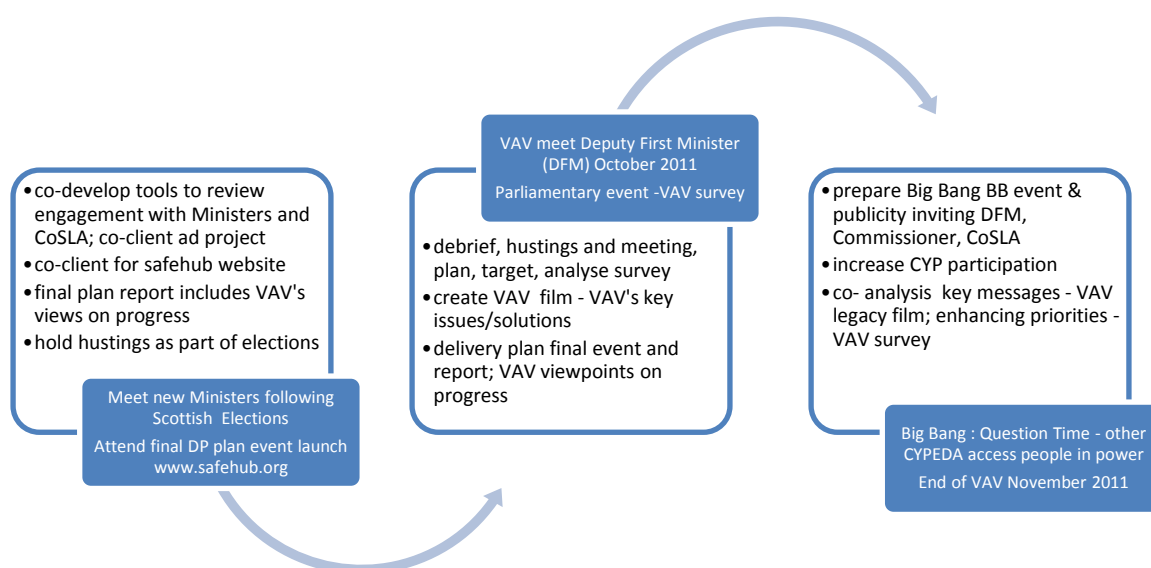 •co-develop tools to review
engagement with Ministers and
CoSLA; co-client ad project
•co-client for safehub website
•final plan report includes VAV's
views on progress
•hold hustings as part of elections
Meet new Ministers following
Scottish Elections
Attend final DP plan event launch
www.safehub.org
VAV meet Deputy First Minister
(DFM) October 2011
Parliamentary event -VAV survey
•debrief, hustings and meeting,
plan, target, analyse survey
•create VAV film - VAV's key
issues/solutions
•delivery plan final event and
report; VAV viewpoints on
progress
•prepare Big Bang BB event &
publicity inviting DFM,
Commissioner, CoSLA
•increase CYP participation
•co- analysis key messages - VAV
legacy film; enhancing priorities -
VAV survey
Big Bang : Question Time - other
CYPEDA access people in power
End of VAV November 2011